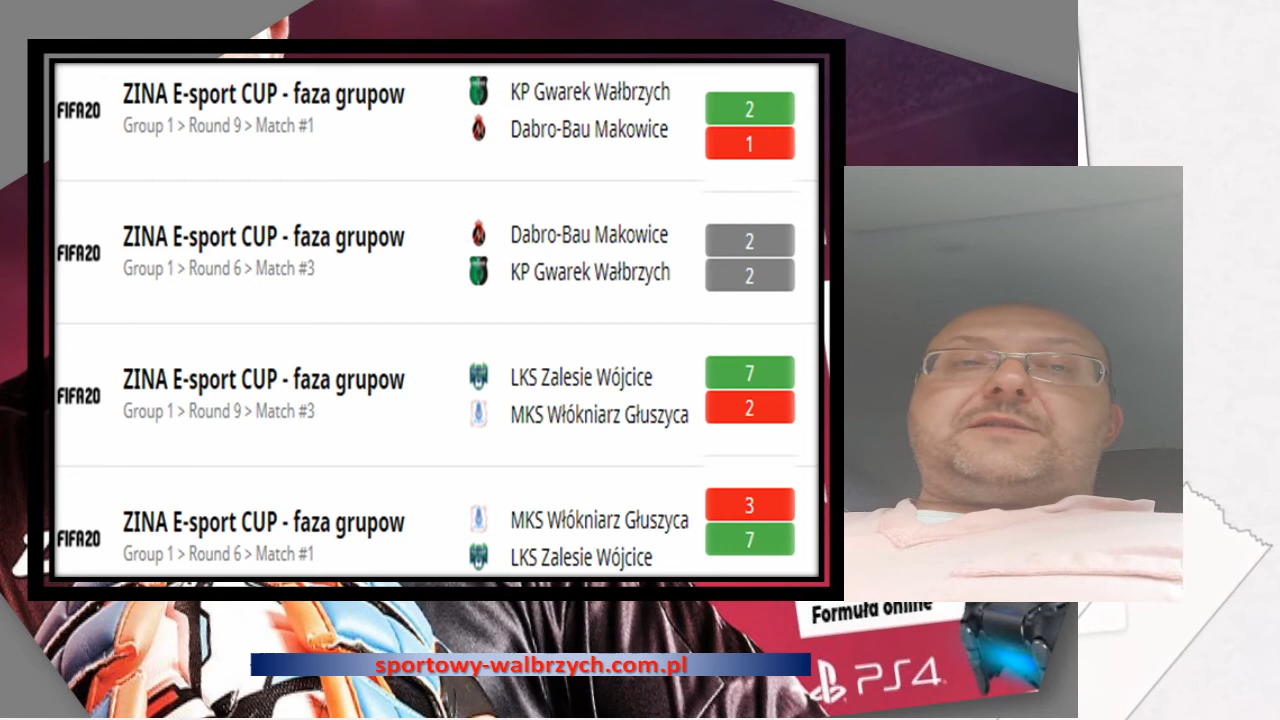 FIFA20
ZINA E-sport CUP - faza grupow
Group 1 > Round 9 > Match #1
KP Gwarek Wałbrzych
2
Dabro-Bau Makowice
1
FIFA20
ZINA E-sport CUP - faza grupow
Group 1 > Round 6 > Match #3
Dabro-Bau Makowice
2
KP Gwarek Wałbrzych
2
FIFA20
ZINA E-sport CUP - faza grupow
Group 1 > Round 9 > Match #3
LKS Zalesie Wójcice
7
MKS Włókniarz Głuszyca
2
FIFA20
ZINA E-sport CUP - faza grupow
Group 1 > Round 6 > Match #1
MKS Włókniarz Głuszyca
3
LKS Zalesie Wójcice
7
Formuła online
sportowy-walbrzych.com.pl
PS4